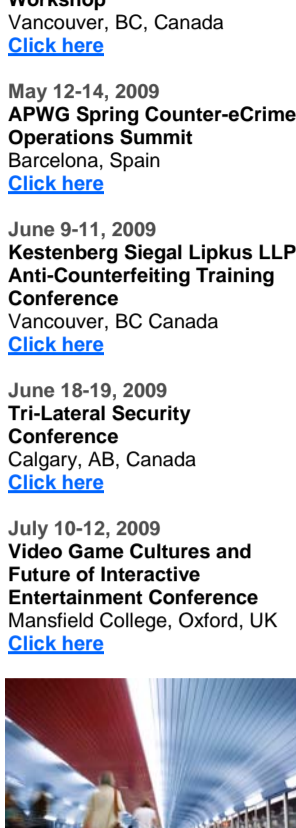 Workshop
Vancouver, BC, Canada
Click here
May 12-14, 2009
APWG Spring Counter-eCrime
Operations Summit
Barcelona, Spain
Click here
June 9-11, 2009
Kestenberg Siegal Lipkus LLP
Anti-Counterfeiting Training
Conference
Vancouver, BC Canada
Click here
June 18-19, 2009
Tri-Lateral Security
Conference
Calgary, AB, Canada
Click here
July 10-12, 2009
Video Game Cultures and
Future of Interactive
Entertainment Conference
Mansfield College, Oxford, UK
Click here